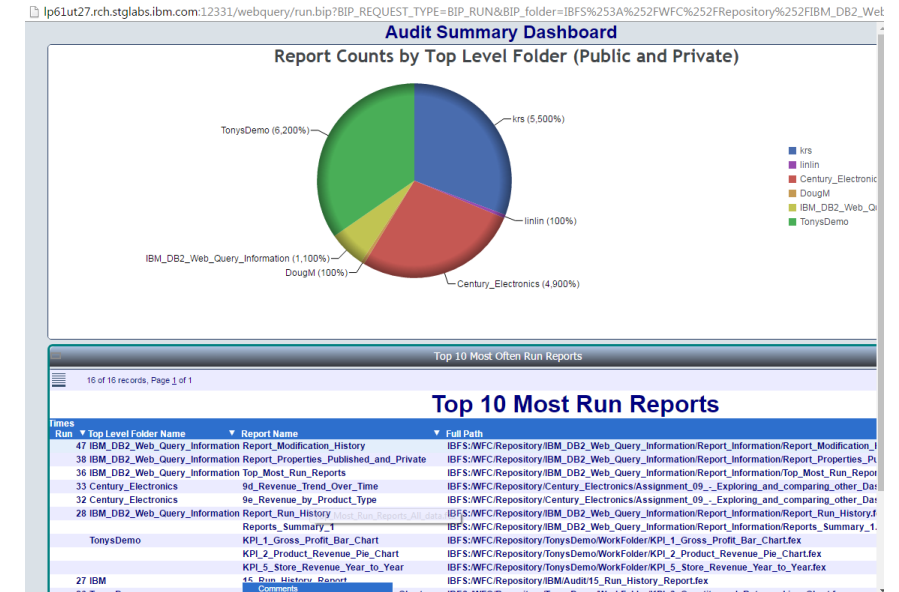 lp61ut27.rch.stglabs.ibm.com:12331/webquery/run.bip?BIP_REQUEST_TYPE=BIP_RUN&BIP_folder=IBFS%253A%252FWFC%252FRepository%252FIBM_DB2_Web
Audit Summary Dashboard
Report Counts by Top Level Folder (Public and Private)
krs (5,500%)
TonysDemo (6,200%)
krs
linlin
Century_Electronic
DougM
IBM_DB2_Web_Qu
TonysDemo
linlin (100%)
IBM_DB2_Web_Query_Information (1,100%)
DougM (100%)
Century_Electronics (4,900%)
Top 10 Most Often Run Reports
16 of 16 records, Page 1 of 1
Top 10 Most Run Reports
Times
Run Top Level Folder Name Report Name Full Path
47 IBM_DB2_Web_Query_Information Report_Modification_History IBFS:/WFC/Repository/IBM_DB2_Web_Query_Information/Report_Information/Report_Modification_H
38 IBM_DB2_Web_Query_Information Report_Properties_Published_and_Private IBFS:/WFC/Repository/IBM_DB2_Web_Query_Information/Report_Information/Report_Properties_Pu
36 IBM_DB2_Web_Query_Information Top_Most_Run_Reports IBFS:/WFC/Repository/IBM_DB2_Web_Query_Information/Report_Information/Top_Most_Run_Repor
33 Century_Electronics 9d_Revenue_Trend_Over_Time IBFS:/WFC/Repository/Century_Electronics/Assignment_09_-_Exploring_and_comparing_other_Das
32 Century_Electronics 9e_Revenue_by_Product_Type IBFS:/WFC/Repository/Century_Electronics/Assignment_09_-_Exploring_and_comparing_other_Das
28 IBM_DB2_Web_Query_Information Report_Run_History IBFS:/WFC/Repository/IBM_DB2_Web_Query_Information/Report_Information/Report_Run_History.f
Reports_Summary_1 IBFS:/WFC/Repository/IBM_DB2_Web_Query_Information/Report_Information/Reports_Summary_1.
TonysDemo KPI_1_Gross_Profit_Bar_Chart IBFS:/WFC/Repository/TonysDemo/WorkFolder/KPI_1_Gross_Profit_Bar_Chart.fex
KPI_2_Product_Revenue_Pie_Chart IBFS:/WFC/Repository/TonysDemo/WorkFolder/KPI_2_Product_Revenue_Pie_Chart.fex
KPI_5_Store_Revenue_Year_to_Year IBFS:/WFC/Repository/TonysDemo/WorkFolder/KPI_5_Store_Revenue_Year_to_Year.fex
27 IBM 15_Run_History_Report IBFS:/WFC/Repository/IBM/Audit/15_Run_History_Report.fex
Comments